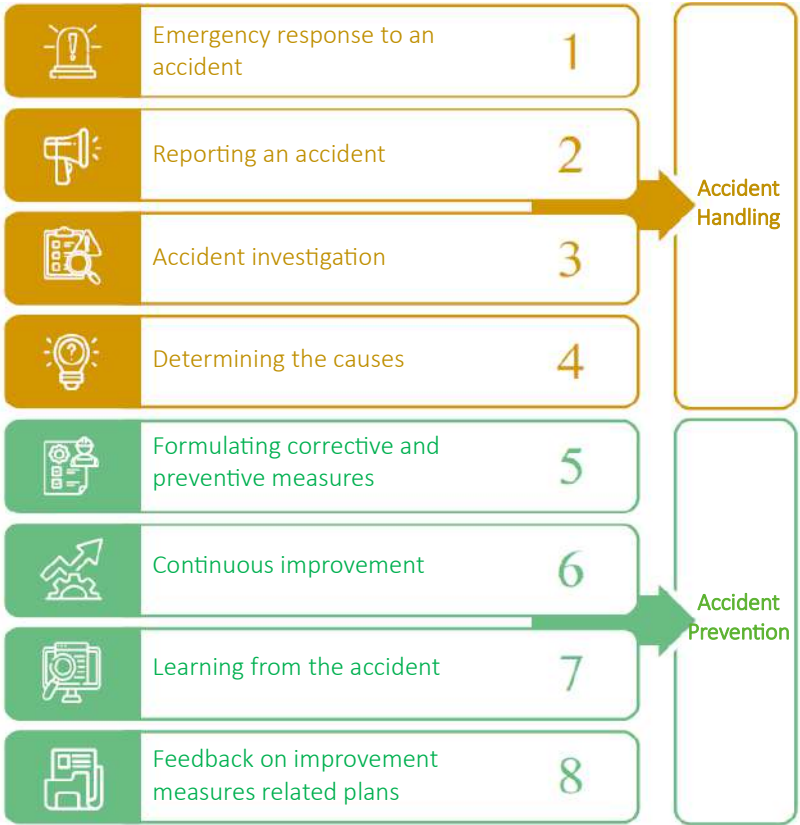 Emergency response to an
accident
1
Reporting an accident
2
Accident investigation
3
Determining the causes
4
Accident
Handling
Formulating corrective and
preventive measures
5
Continuous improvement
6
Learning from the accident
7
Feedback on improvement
measures related plans
8
Accident
Prevention